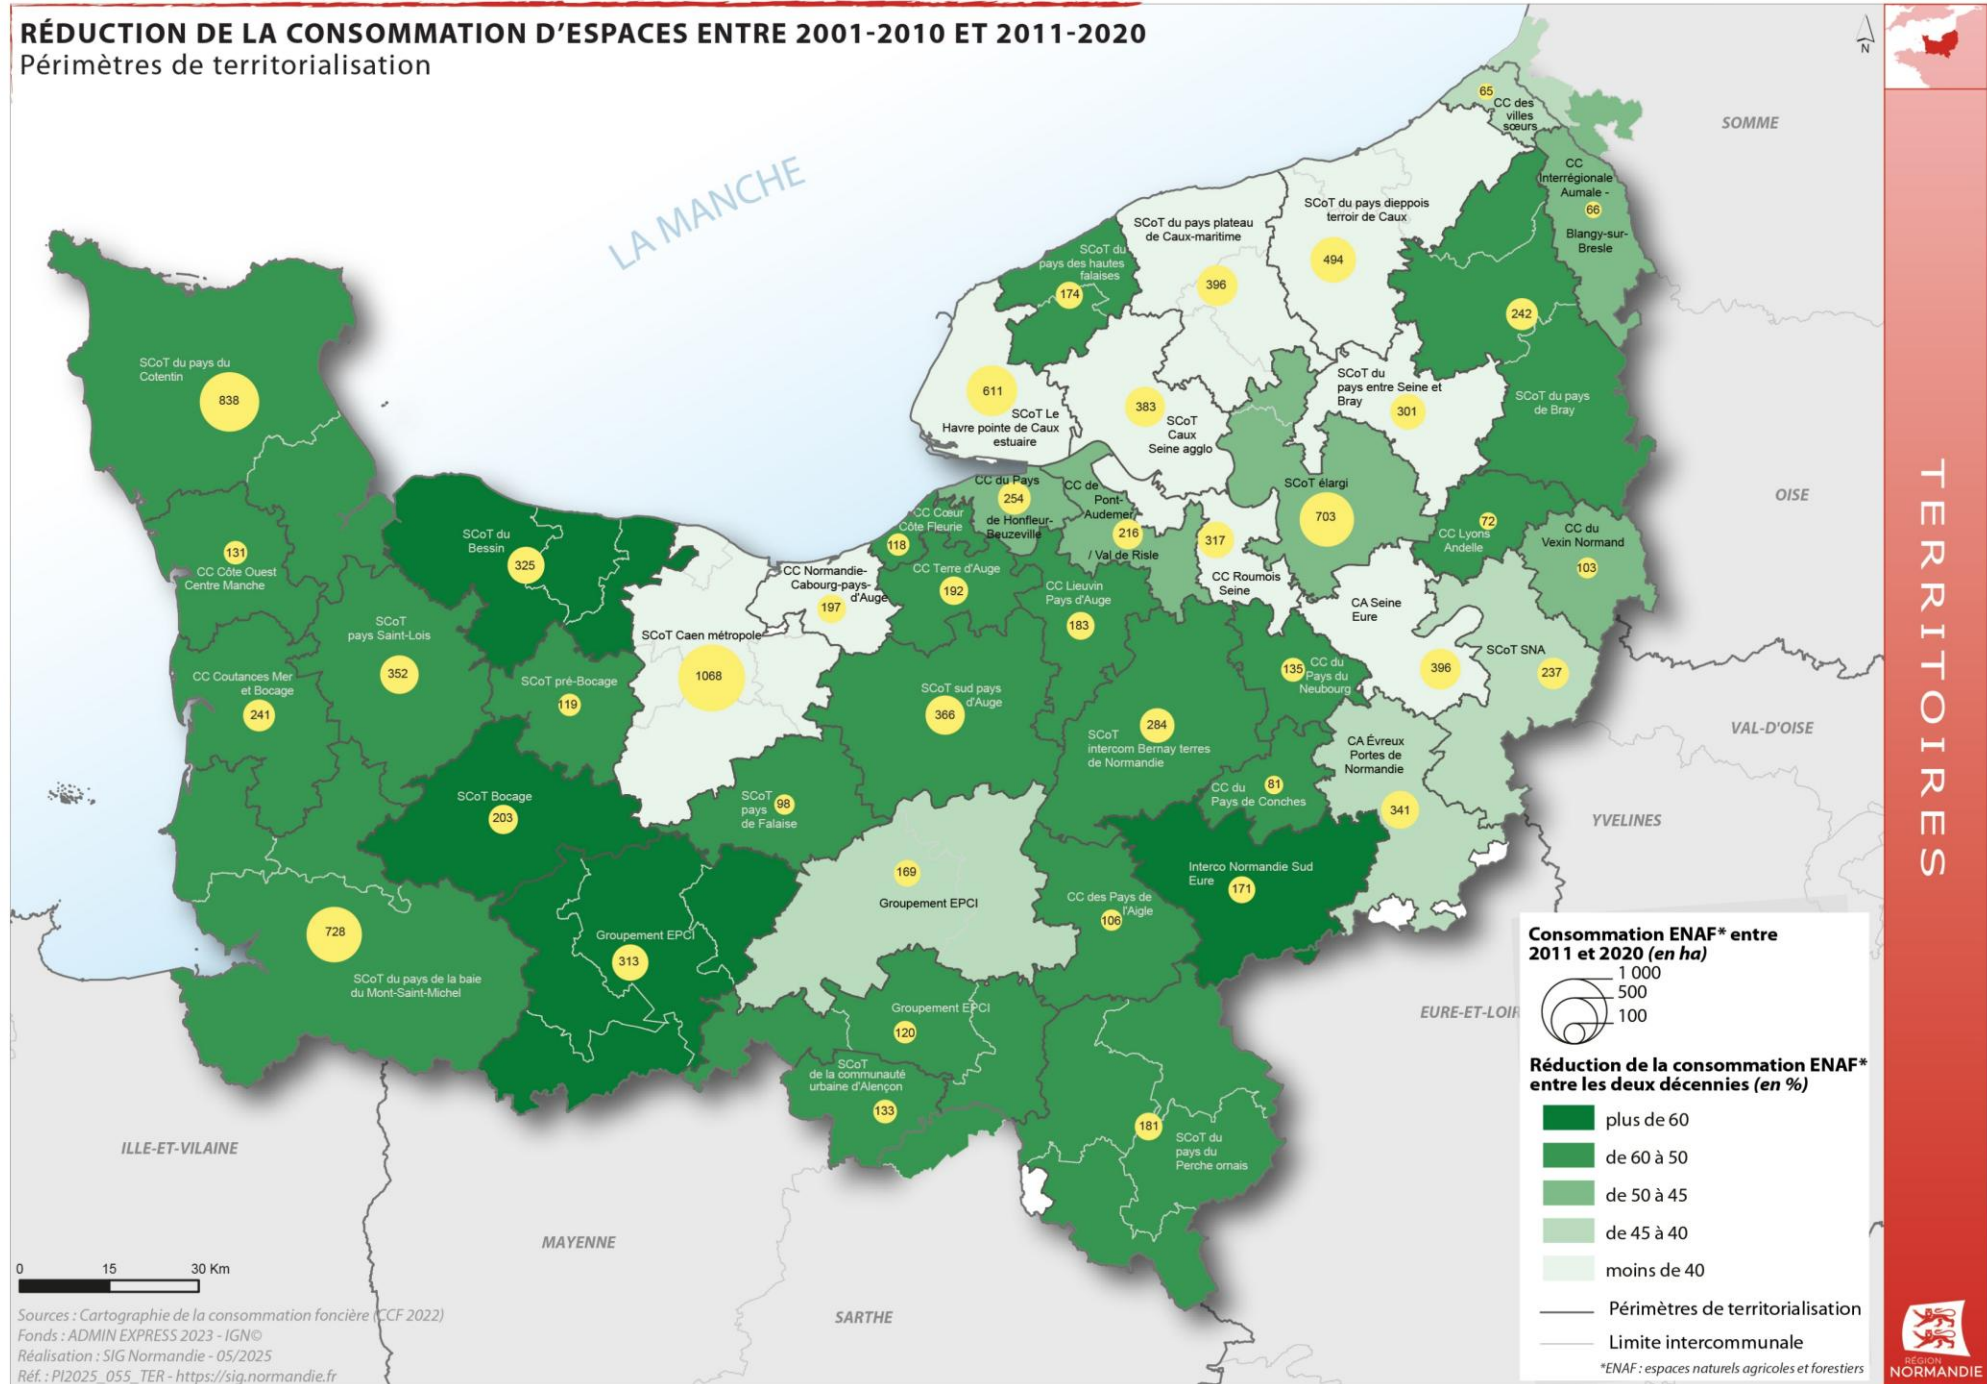 RÉDUCTION DE LA CONSOMMATION D'ESPACES ENTRE 2001-2010 ET 2011-2020
Périmètres de territorialisation
N
LA MANCHE
SOMME
OISE
VAL-D'OISE
YVELINES
EURE-ET-LOIR
SARTHE
MAYENNE
ILLE-ET-VILAINE
65
CC des
villes
sœurs
CC
Interrégionale
Aumale -
66
Blangy-sur-
Bresle
SCoT du pays dieppois
terroir de Caux
494
SCoT du pays plateau
de Caux-maritime
396
SCoT du
pays des hautes
falaises
174
242
SCoT du pays
de Bray
SCoT du
pays entre Seine et
Bray
301
611
SCoT Le
Havre pointe de Caux
estuaire
383
SCoT
Caux
Seine agglo
SCoT du pays du
Cotentin
838
SCoT élargi
703
72
CC Lyons
Andelle
CC du
Vexin Normand
103
CC du Pays
254
de Honfleur-
Beuzeville
CC de
Pont-
Audemer
216
/ Val de Risle
317
CC Roumois
Seine
CC Cœur
Côte Fleurie
118
CC Terre d'Auge
192
CC Lieuvin
Pays d'Auge
183
CC Normandie-
Cabourg-pays-
d'Auge
197
SCoT du
Bessin
325
131
CC Côte Ouest
Centre Manche
SCoT
pays Saint-Lois
352
CC Coutances Mer
et Bocage
241
SCoT pré-Bocage
119
SCoT Caen métropole
1068
SCoT sud pays
d'Auge
366
284
SCoT
intercom Bernay terres
de Normandie
135
CC du
Pays du
Neubourg
CA Seine
Eure
396
SCoT SNA
237
CA Évreux
Portes de
Normandie
341
81
CC du
Pays de Conches
SCoT Bocage
203
SCoT
pays
de Falaise
98
169
Groupement EPCI
Interco Normandie Sud
Eure
171
CC des Pays de
l'Aigle
106
728
SCoT du pays de la baie
du Mont-Saint-Michel
Groupement EPCI
313
Groupement EPCI
120
SCoT
de la communauté
urbaine d'Alençon
133
181
SCoT du
pays du
Perche ornais
Consommation ENAF* entre
2011 et 2020 (en ha)
1 000
500
100
Réduction de la consommation ENAF*
entre les deux décennies (en %)
plus de 60
de 60 à 50
de 50 à 45
de 45 à 40
moins de 40
Périmètres de territorialisation
Limite intercommunale
*ENAF : espaces naturels agricoles et forestiers
0 15 30 Km
Sources : Cartographie de la consommation foncière (CCF 2022)
Fonds : ADMIN EXPRESS 2023 - IGN©
Réalisation : SIG Normandie - 05/2025
Réf. : PI2025_055_TER - https://sig.normandie.fr
TERRITOIRES
RÉGION
NORMANDIE